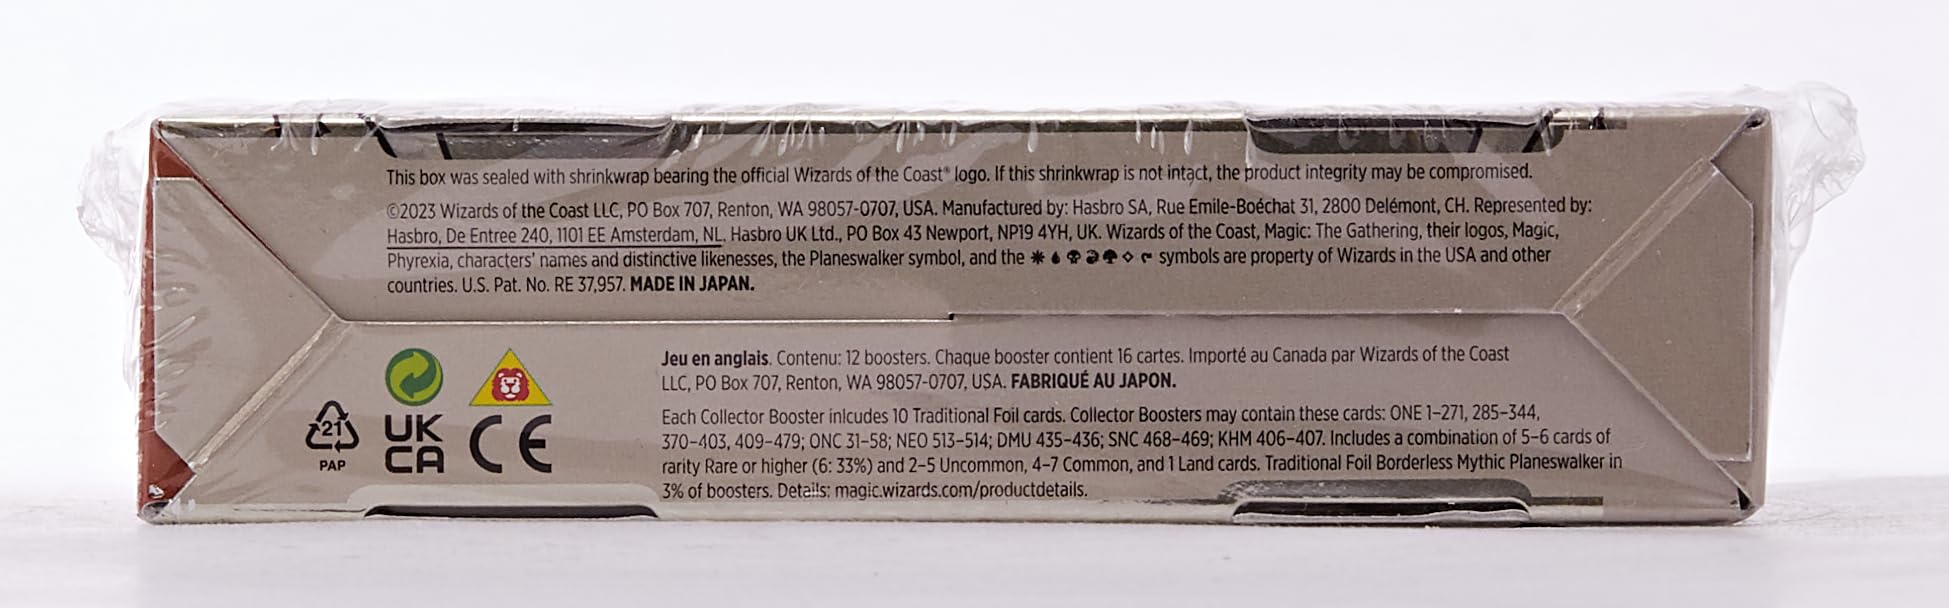 This box was sealed with shrinkwrap bearing the official Wizards of the Coast® logo. If this shrinkwrap is not intact, the product integrity may be compromised.
©2023 Wizards of the Coast LLC, PO Box 707, Renton, WA 98057-0707, USA. Manufactured by: Hasbro SA, Rue Emile-Boéchat 31, 2800 Delémont, CH. Represented by:
Hasbro, De Entree 240, 1101 EE Amsterdam, NL. Hasbro UK Ltd., PO Box 43 Newport, NP19 4YH, UK. Wizards of the Coast, Magic: The Gathering, their logos, Magic,
Phyrexia, characters' names and distinctive likenesses, the Planeswalker symbol, and the symbols are property of Wizards in the USA and other
countries. U.S. Pat. No. RE 37,957. MADE IN JAPAN.
Jeu en anglais. Contenu: 12 boosters. Chaque booster contient 16 cartes. Importé au Canada par Wizards of the Coast
LLC, PO Box 707, Renton, WA 98057-0707, USA. FABRIQUÉ AU JAPON.
Each Collector Booster inlcudes 10 Traditional Foil cards. Collector Boosters may contain these cards: ONE 1–271, 285–344,
370–403, 409–479; ONC 31–58; NEO 513–514; DMU 435–436; SNC 468–469; KHM 406–407. Includes a combination of 5–6 cards of
rarity Rare or higher (6: 33%) and 2–5 Uncommon, 4–7 Common, and 1 Land cards. Traditional Foil Borderless Mythic Planeswalker in
3% of boosters. Details: magic.wizards.com/productdetails.
21
PAP
UK
CA
CE